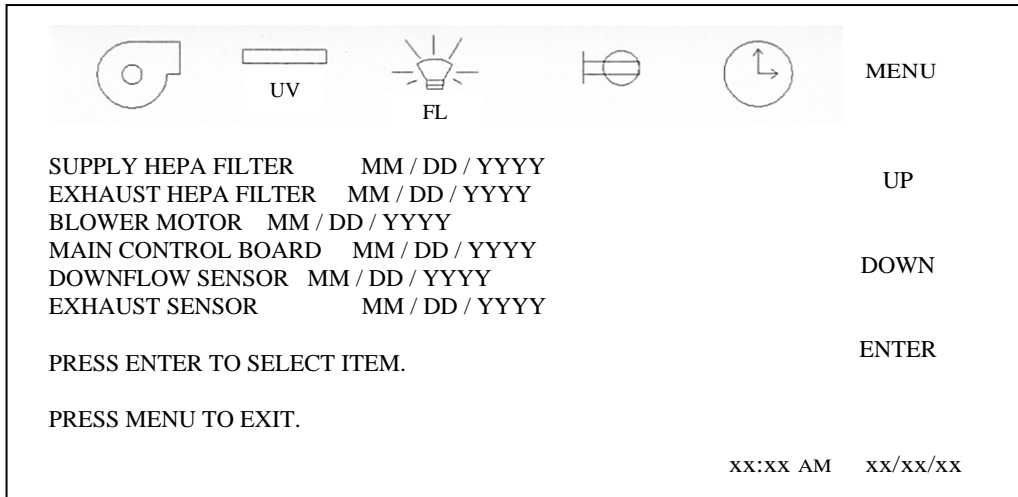 UV
FL
MENU
SUPPLY HEPA FILTER MM / DD / YYYY
EXHAUST HEPA FILTER MM / DD / YYYY
BLOWER MOTOR MM / DD / YYYY
MAIN CONTROL BOARD MM / DD / YYYY
DOWNFLOW SENSOR MM / DD / YYYY
EXHAUST SENSOR MM / DD / YYYY
PRESS ENTER TO SELECT ITEM.
PRESS MENU TO EXIT.
UP
DOWN
ENTER
xx:xx AM xx/xx/xx